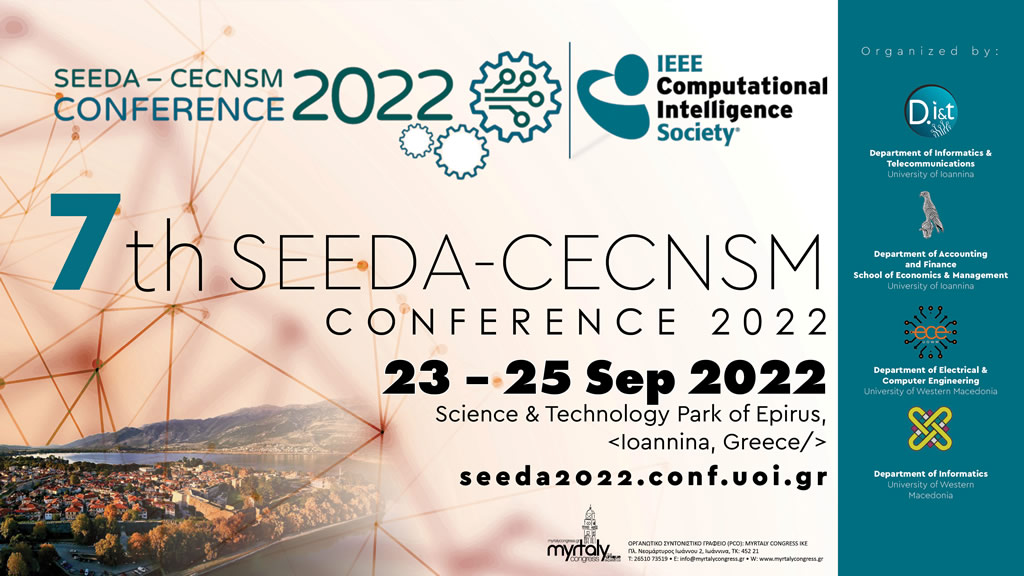 SEEDA – CECNSM
CONFERENCE 2022
IEEE
Computational
Intelligence
Society
7th SEEDA-CECNSM
CONFERENCE 2022
23 – 25 Sep 2022
Science & Technology Park of Epirus,
<Ioannina, Greece/>
seeda2022.conf.uoi.gr
myrtaly
congress
ΟΡΓΑΝΩΤΙΚΟ ΣΥΝΤΟΝΙΣΤΙΚΟ ΓΡΑΦΕΙΟ (PCO): MYRTALY CONGRESS IKE
Πλ. Νεομάρτυρος Ιωάννου 2, Ιωάννινα, ΤΚ: 452 21
T: 26510 73519 • E: info@myrtalycongress.gr • W: www.myrtalycongress.gr
Organized by:
D.i&t
Department of Informatics &
Telecommunications
University of Ioannina
Department of Accounting
and Finance
School of Economics & Management
University of Ioannina
ece
Department of Electrical &
Computer Engineering
University of Western Macedonia
Department of Informatics
University of Western
Macedonia